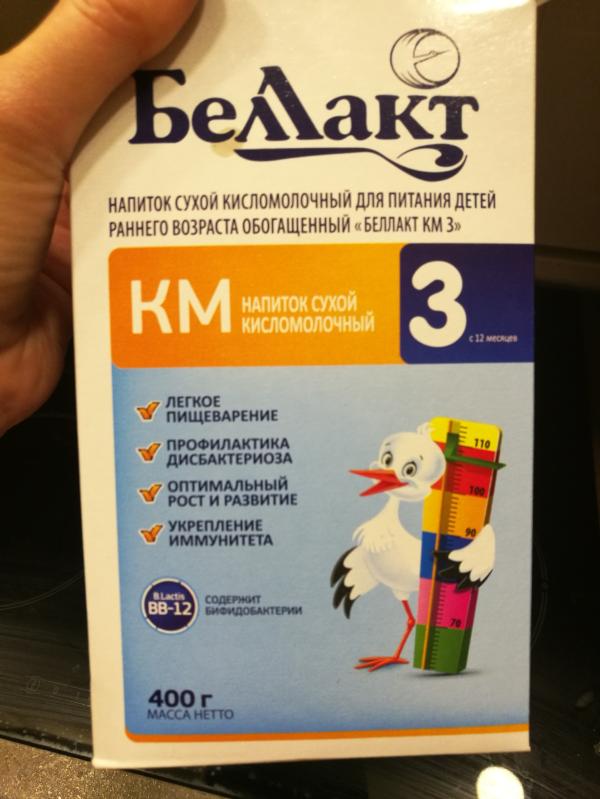 Беллакт
НАПИТОК СУХОЙ КИСЛОМОЛОЧНЫЙ ДЛЯ ПИТАНИЯ ДЕТЕЙ
РАННЕГО ВОЗРАСТА ОБОГАЩЕННЫЙ «БЕЛЛАКТ КМ 3»
КМ
НАПИТОК СУХОЙ
КИСЛОМОЛОЧНЫЙ
3
с 12 месяцев
ЛЕГКОЕ
ПИЩЕВАРЕНИЕ
ПРОФИЛАКТИКА
ДИСБАКТЕРИОЗА
ОПТИМАЛЬНЫЙ
РОСТ И РАЗВИТИЕ
УКРЕПЛЕНИЕ
ИММУНИТЕТА
110
100
90
70
B.Lactis
BB-12
СОДЕРЖИТ
БИФИДОБАКТЕРИИ
400 г
МАССА НЕТТО